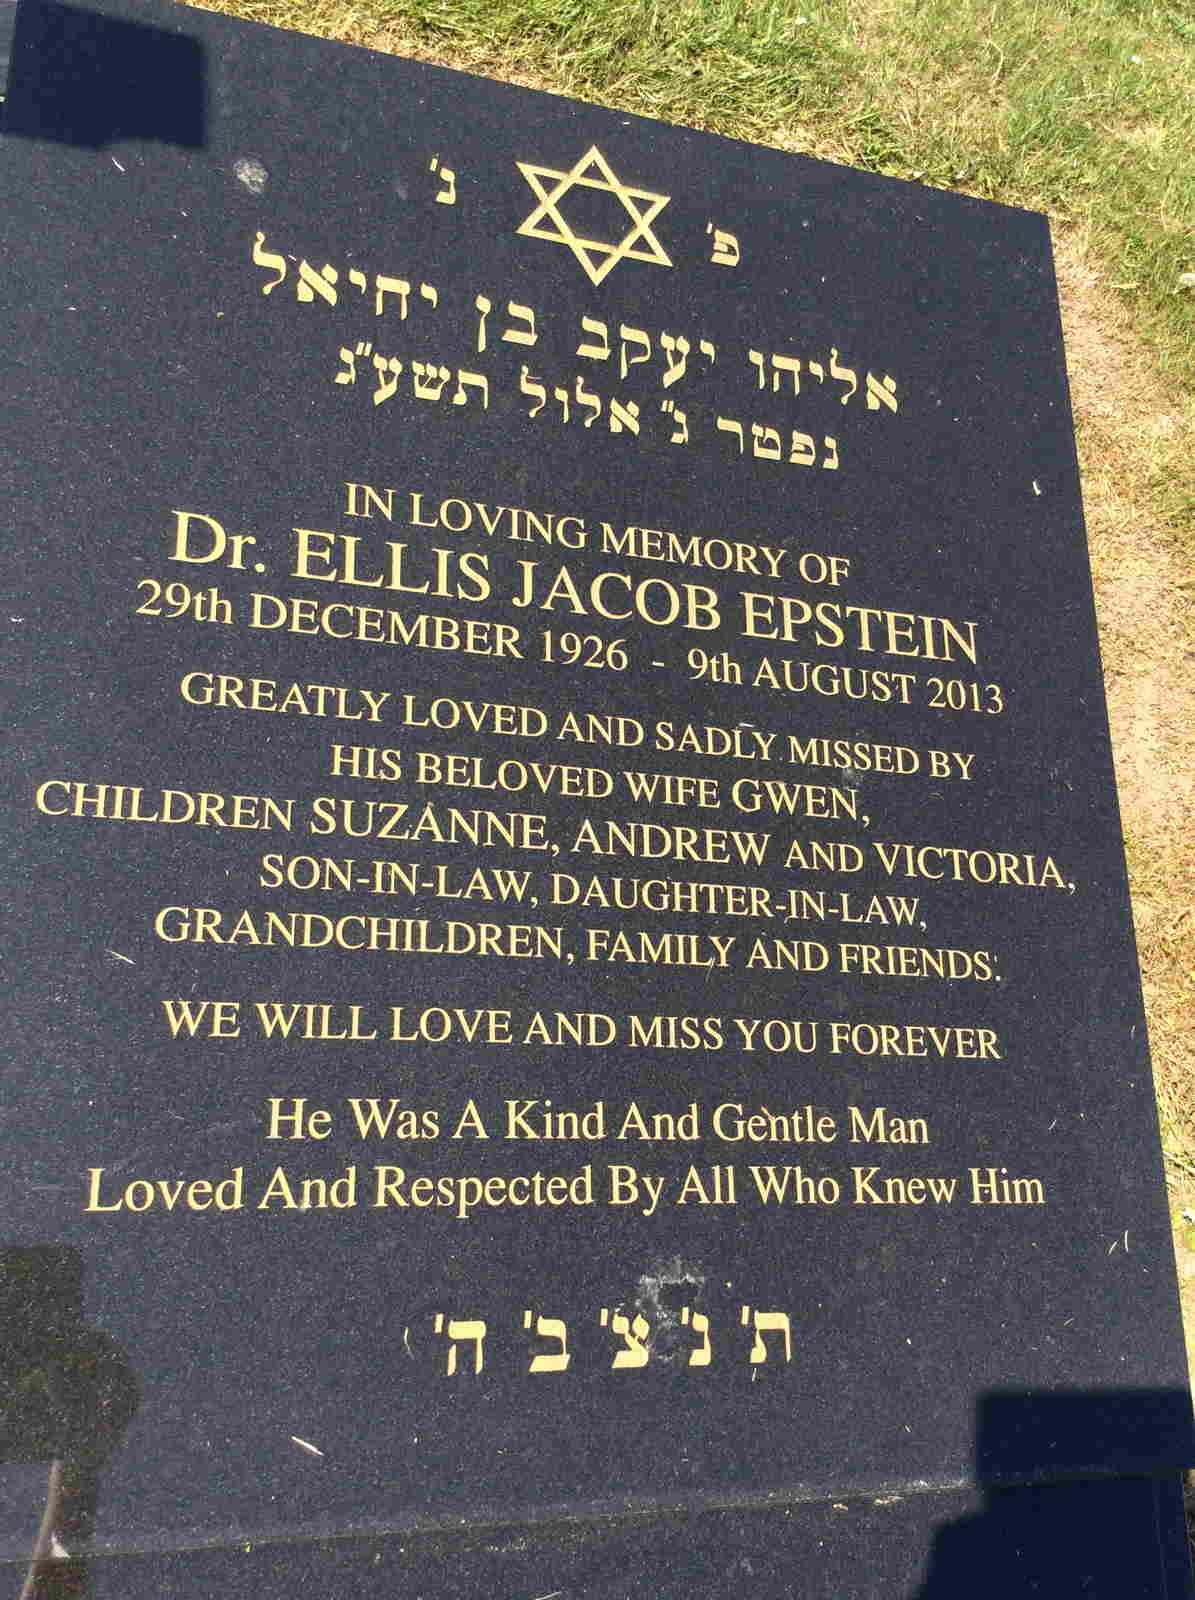 פ' נ'
אליהו יעקב בן יחיאל
נפטר ג" אלול תשע"ג
IN LOVING MEMORY OF
Dr. ELLIS JACOB EPSTEIN
29th DECEMBER 1926 - 9th AUGUST 2013
GREATLY LOVED AND SADLY MISSED BY
HIS BELOVED WIFE GWEN,
CHILDREN SUZANNE, ANDREW AND VICTORIA,
SON-IN-LAW, DAUGHTER-IN-LAW,
GRANDCHILDREN, FAMILY AND FRIENDS.
WE WILL LOVE AND MISS YOU FOREVER
He Was A Kind And Gentle Man
Loved And Respected By All Who Knew Him
ת' נ' צ' ב' ה'